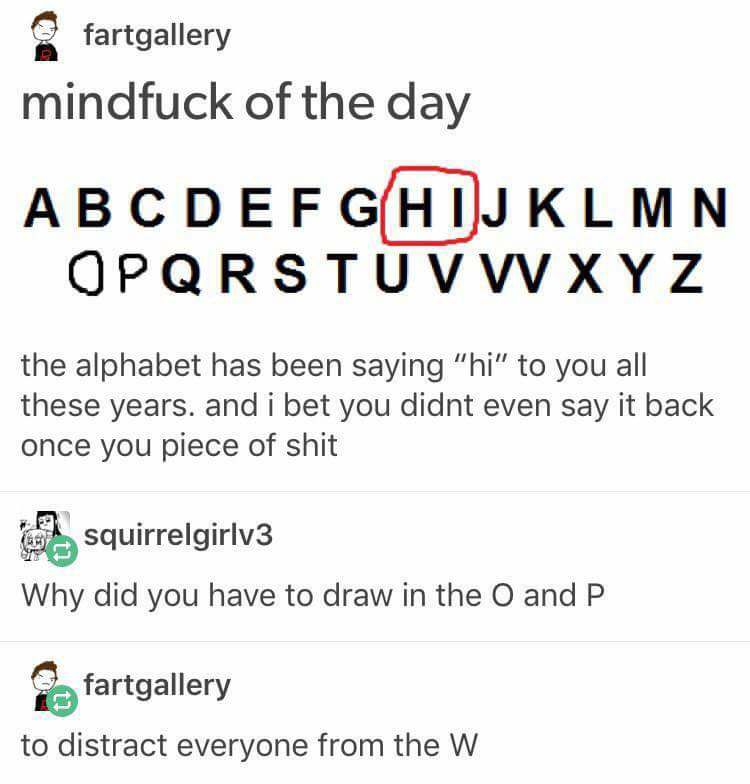 fartgallery
mindfuck of the day
A B C D E F G H I J K L M N
O P Q R S T U V VV X Y Z
the alphabet has been saying “hi” to you all
these years. and i bet you didnt even say it back
once you piece of shit
squirrelgirlv3
Why did you have to draw in the O and P
fartgallery
to distract everyone from the W